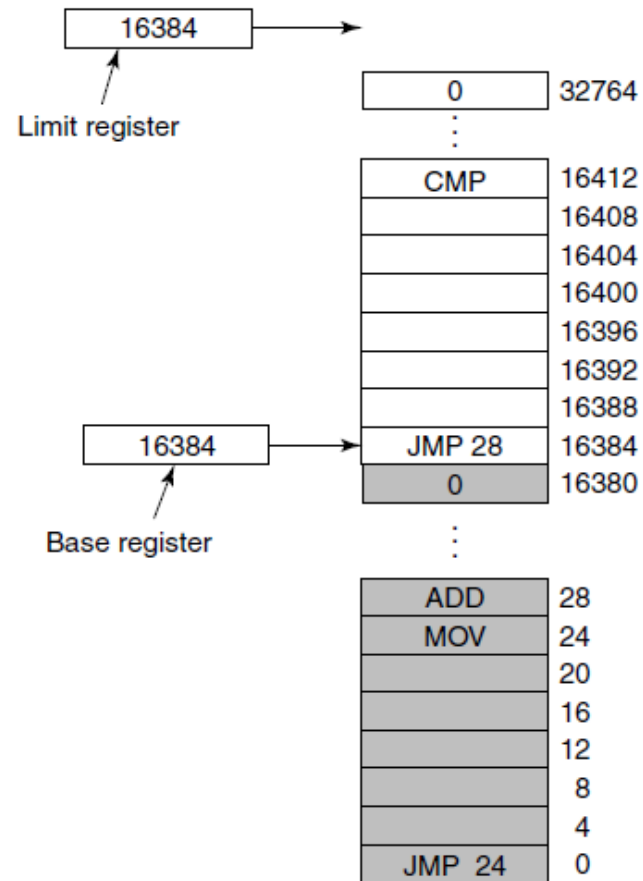 16384
Limit register
0 32764
CMP 16412
16408
16404
16400
16396
16392
16388
16384 JMP 28 16384
0 16380
Base register
ADD 28
MOV 24
20
16
12
8
4
JMP 24 0